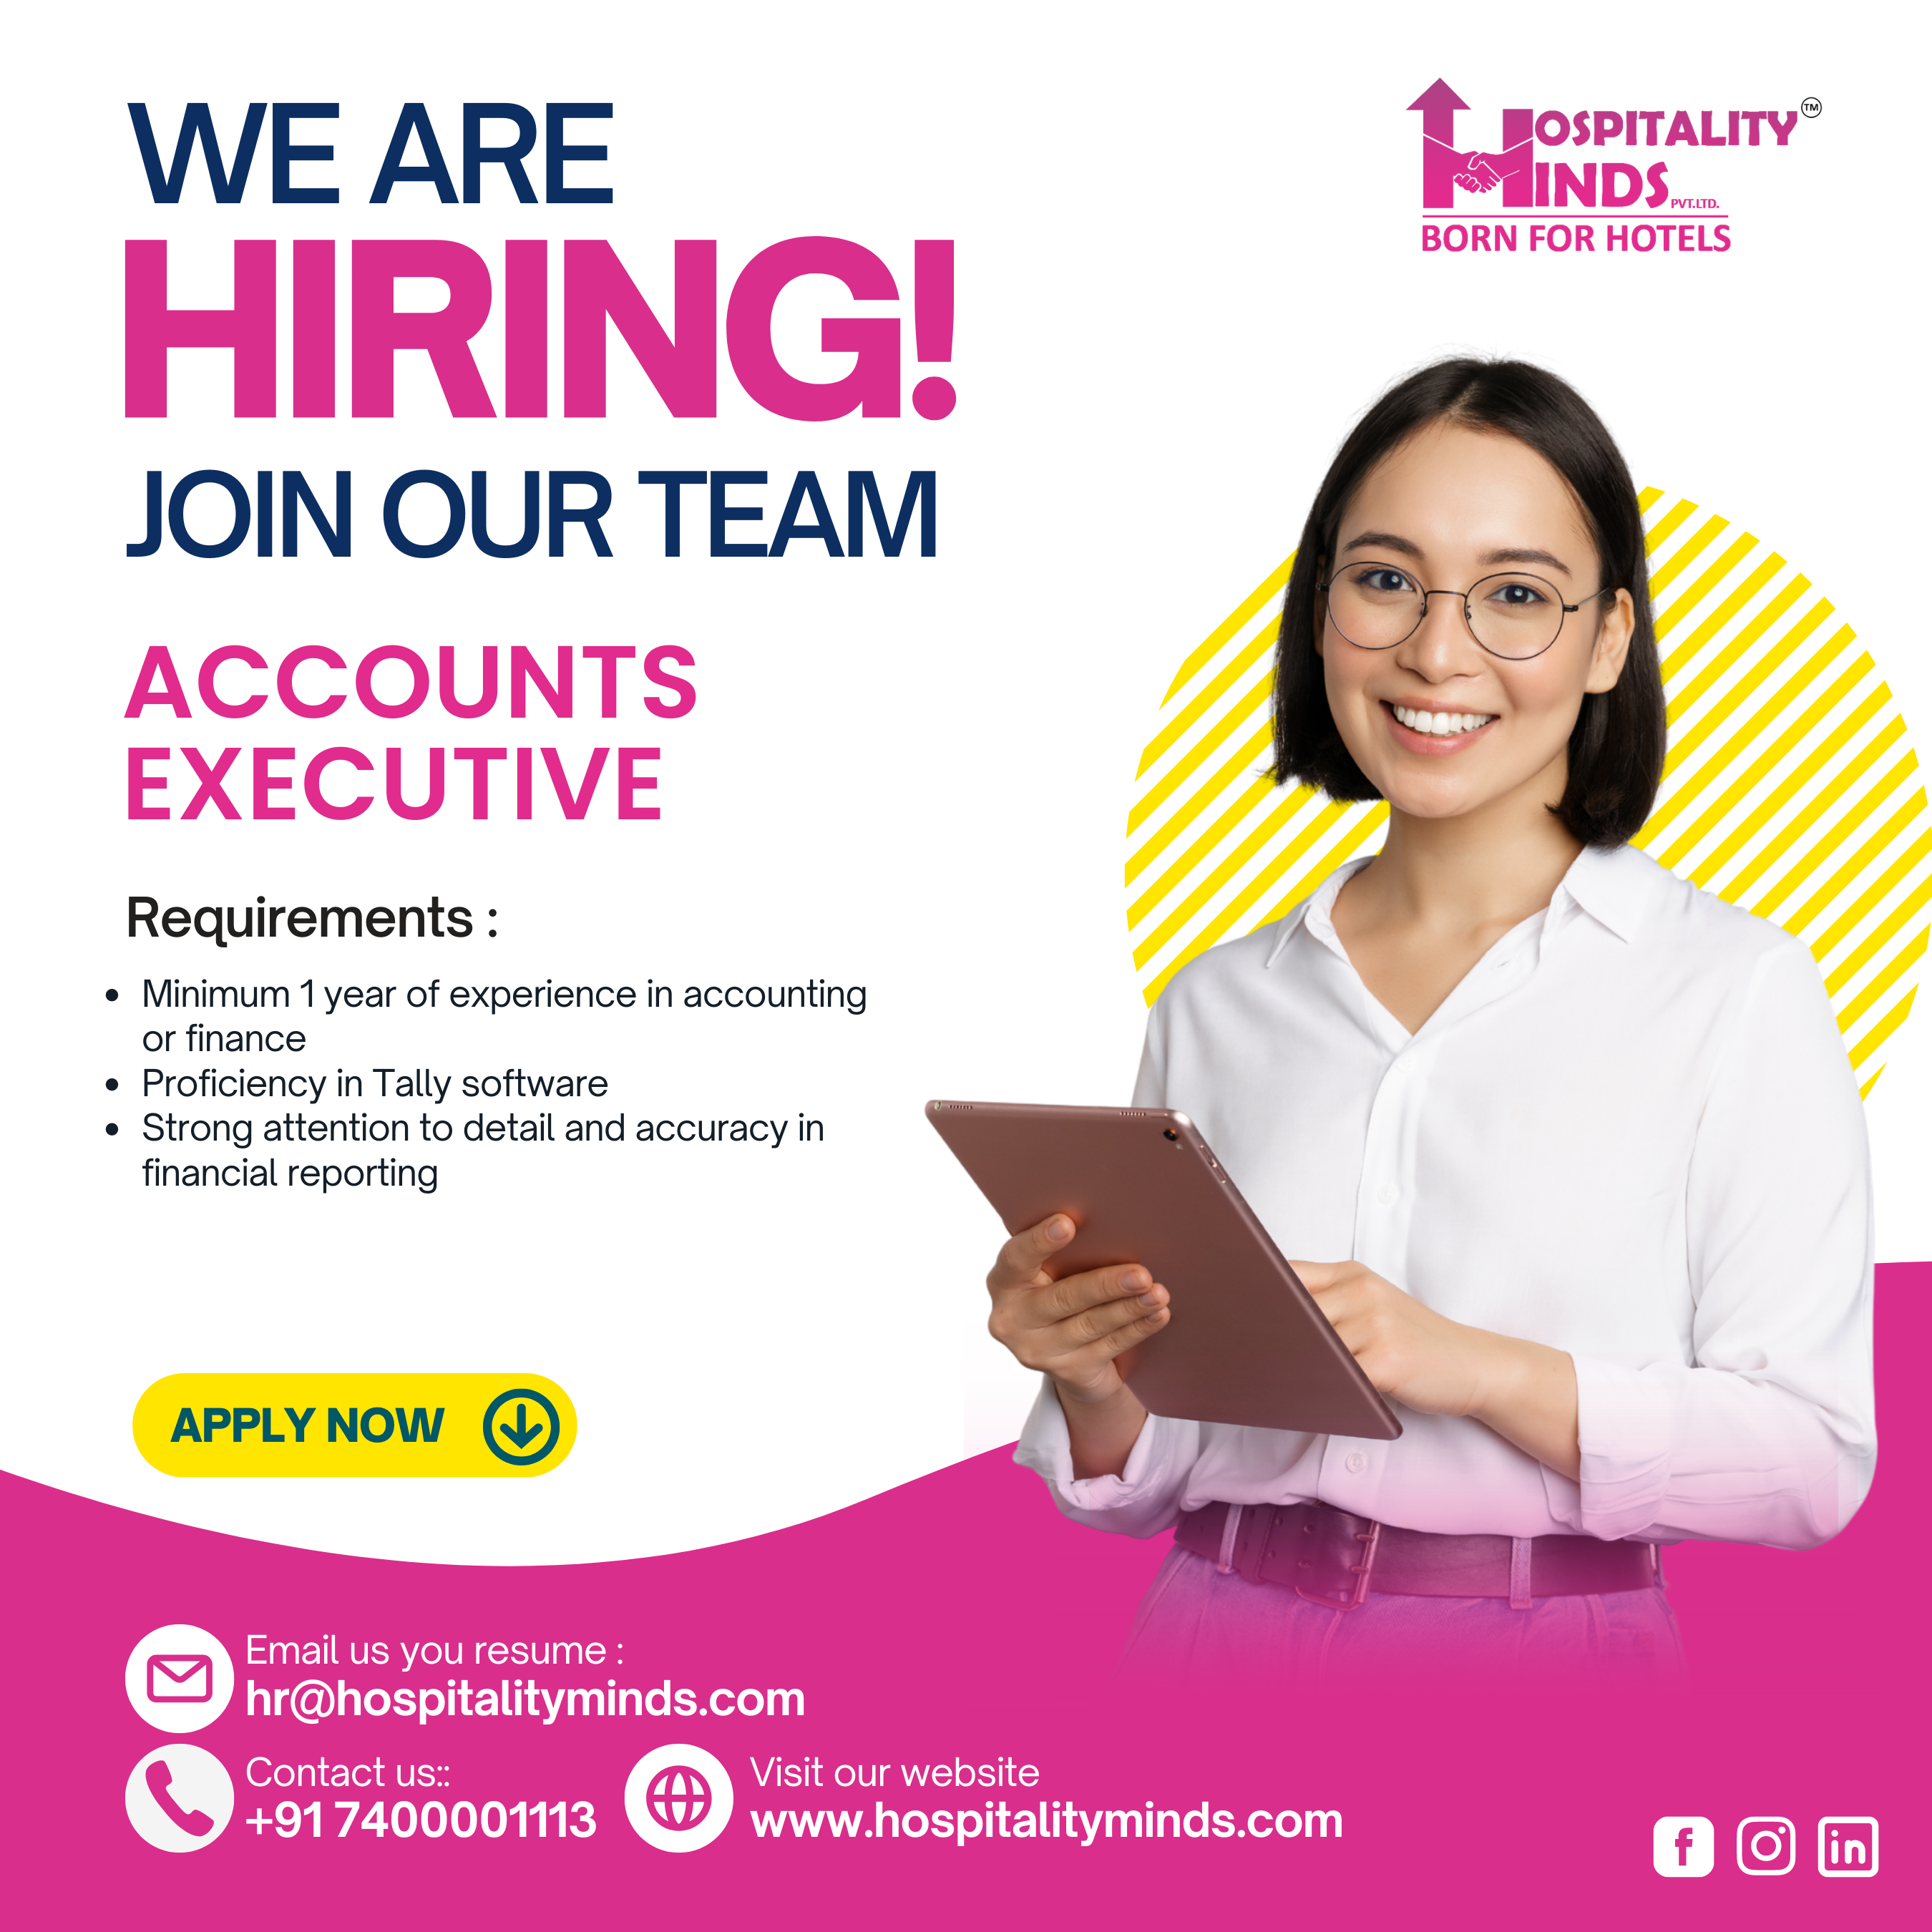 WE ARE
HIRING!
JOIN OUR TEAM
HOSPITALITY TM
MINDS PVT.LTD.
BORN FOR HOTELS
ACCOUNTS
EXECUTIVE
Requirements :
• Minimum 1 year of experience in accounting
or finance
• Proficiency in Tally software
• Strong attention to detail and accuracy in
financial reporting
APPLY NOW
Email us you resume :
hr@hospitalityminds.com
Contact us::
+91 7400001113
Visit our website
www.hospitalityminds.com